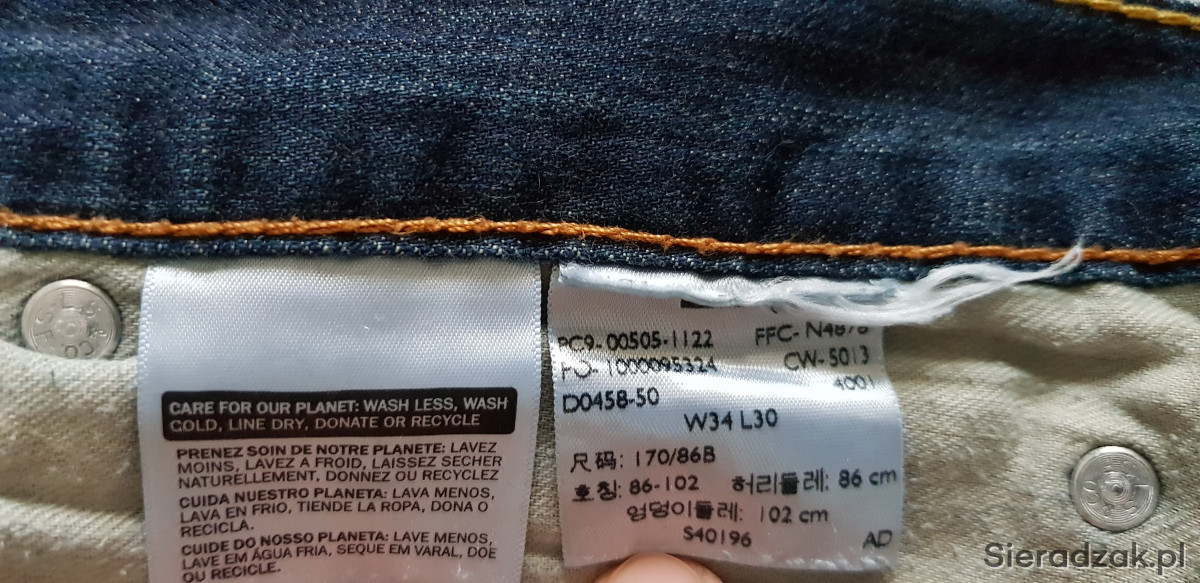 CARE FOR OUR PLANET: WASH LESS, WASH
COLD, LINE DRY, DONATE OR RECYCLE
PRENEZ SOIN DE NOTRE PLANETE: LAVEZ
MOINS, LAVEZ À FROID, LAISSEZ SECHER
NATURELLEMENT, DONNEZ OU RECYCLEZ
CUIDA NUESTRO PLANETA: LAVA MENOS,
LAVA EN FRIO, TIENDE LA ROPA, DONA O
RECICLA.
CUIDE DO NOSSO PLANETA: LAVE MENOS,
LAVE EM ÁGUA FRIA, SEQUE EM VARAL, DOE
OU RECICLE.
PC9-00505-1122 FFC-N4878
PO-1000095324 CW-5013
4001
D0458-50
W34 L30
尺码: 170/86B
호칭: 86-102 허리둘레: 86 cm
엉덩이둘레: 102 cm
S40196 AD
Sieradzak.pl